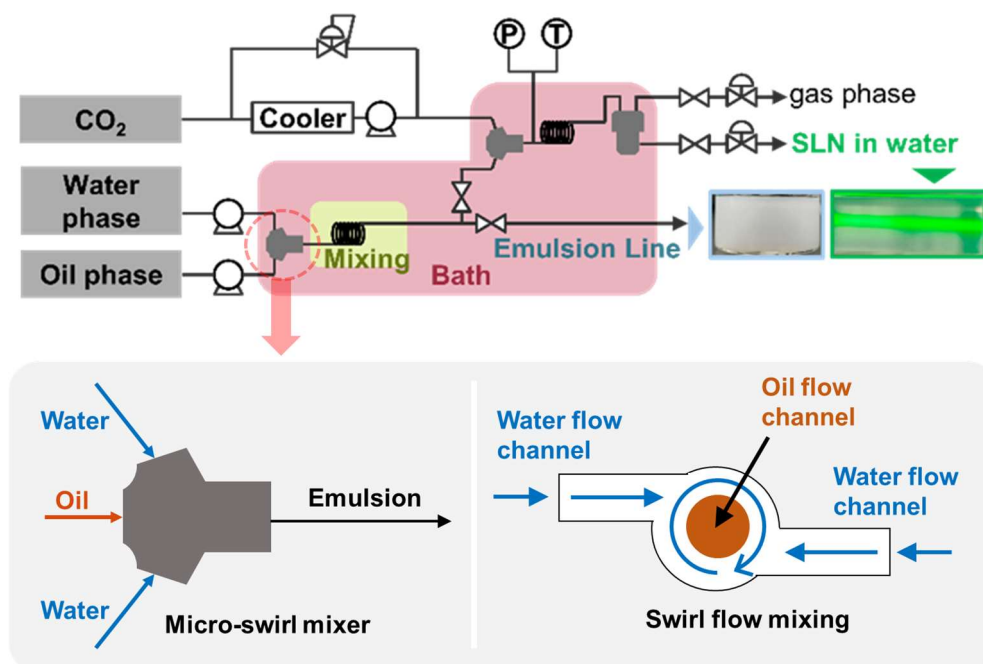 P
T
CO₂
Cooler
gas phase
SLN in water
Water
phase
Oil phase
Mixing
Bath
Emulsion Line
Water
Oil
Emulsion
Water
Micro-swirl mixer
Oil flow
channel
Water flow
channel
Water flow
channel
Swirl flow mixing